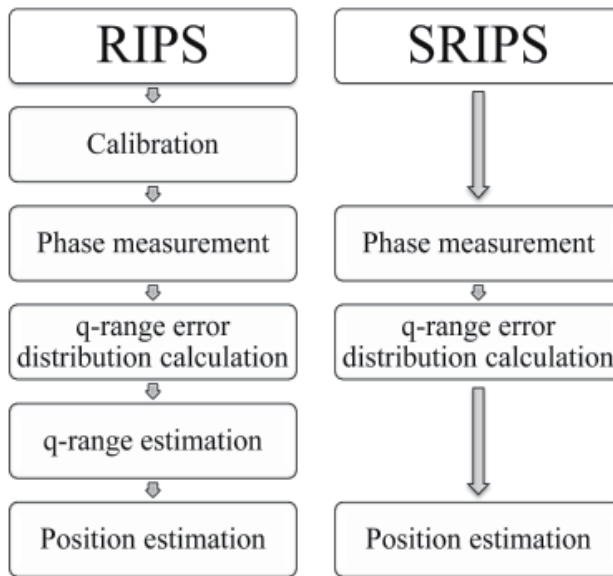 RIPS
Calibration
Phase measurement
q-range error
distribution calculation
q-range estimation
Position estimation
SRIPS
Phase measurement
q-range error
distribution calculation
Position estimation